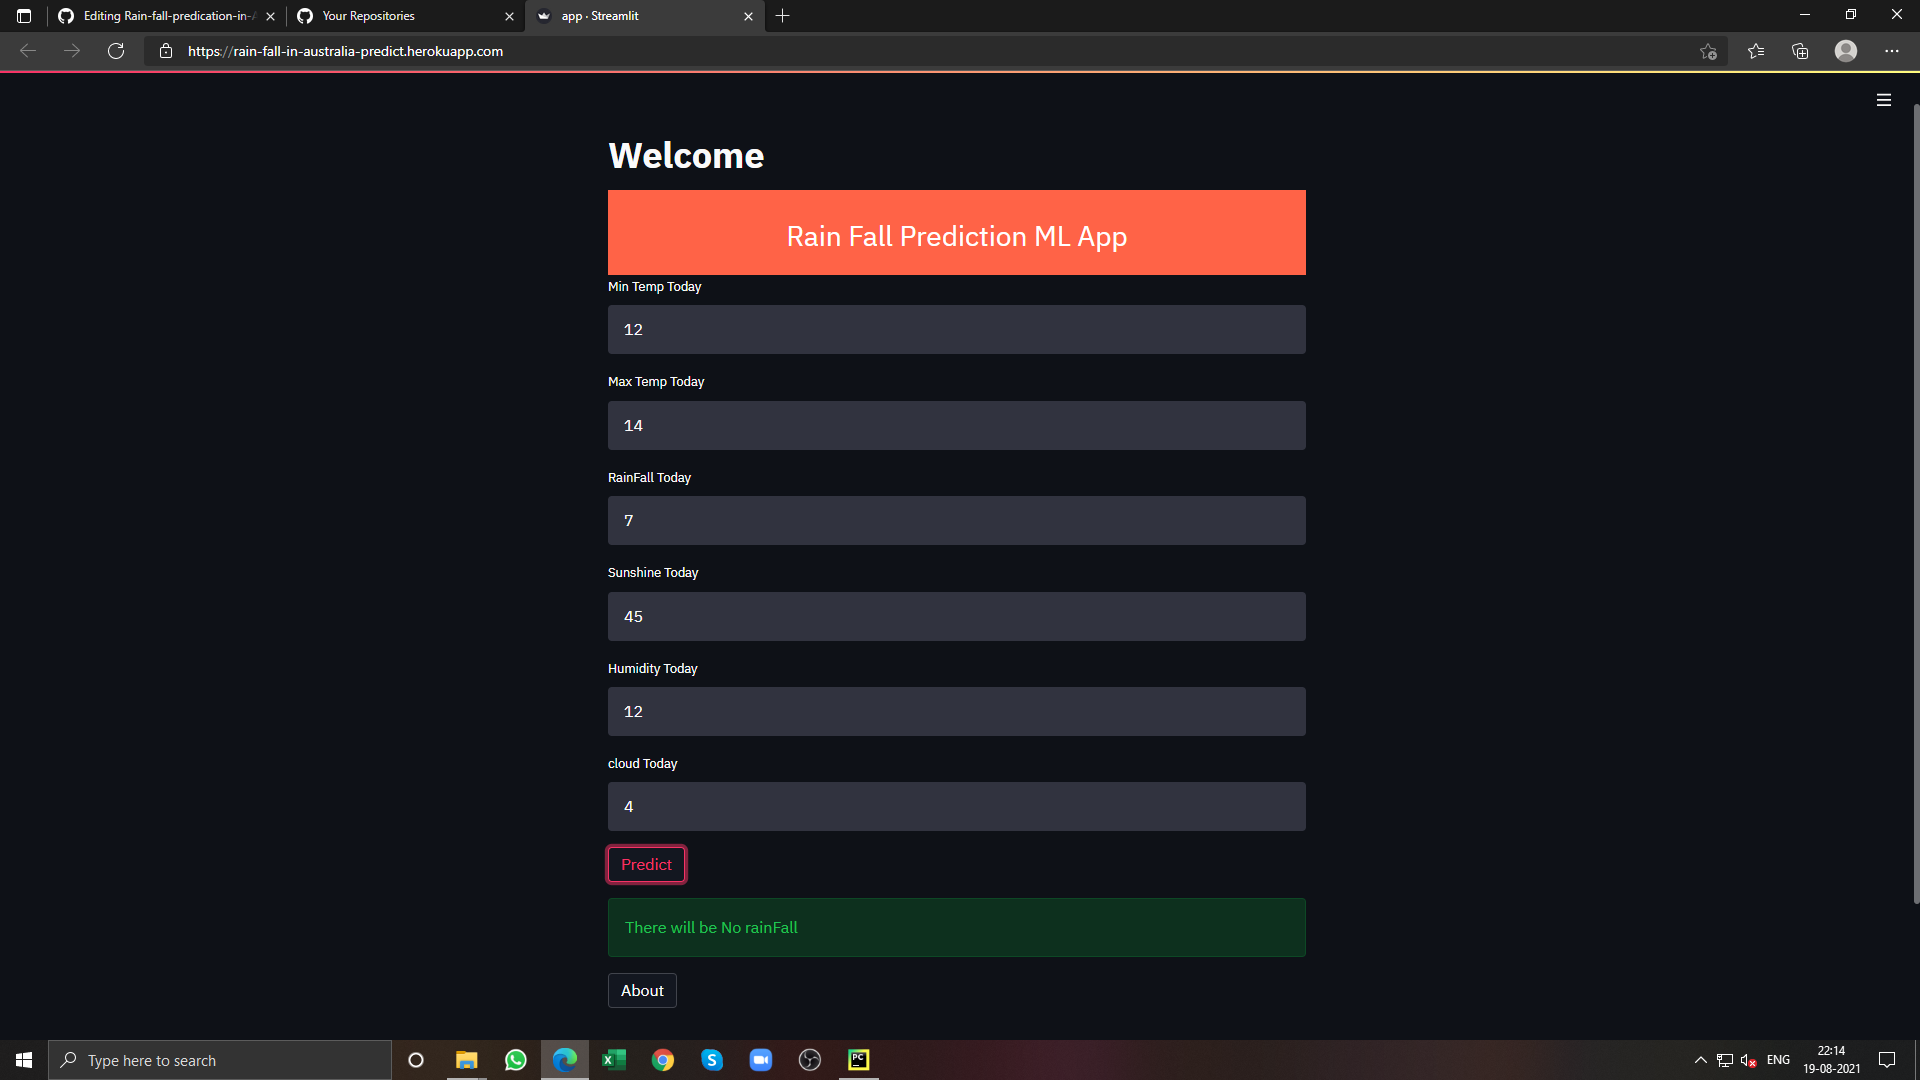 Editing Rain-fall-predication-in-A
Your Repositories
app · Streamlit
https://rain-fall-in-australia-predict.herokuapp.com
Welcome
Rain Fall Prediction ML App
Min Temp Today
12
Max Temp Today
14
RainFall Today
7
Sunshine Today
45
Humidity Today
12
cloud Today
4
Predict
There will be No rainFall
About
Type here to search
X
S
PC
ENG
22:14
19-08-2021